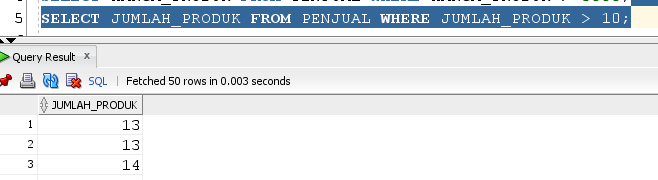 5 SELECT JUMLAH_PRODUK FROM PENJUAL WHERE JUMLAH_PRODUK > 10;
Query Result x
SQL | Fetched 50 rows in 0.003 seconds
JUMLAH_PRODUK
1 13
2 13
3 14